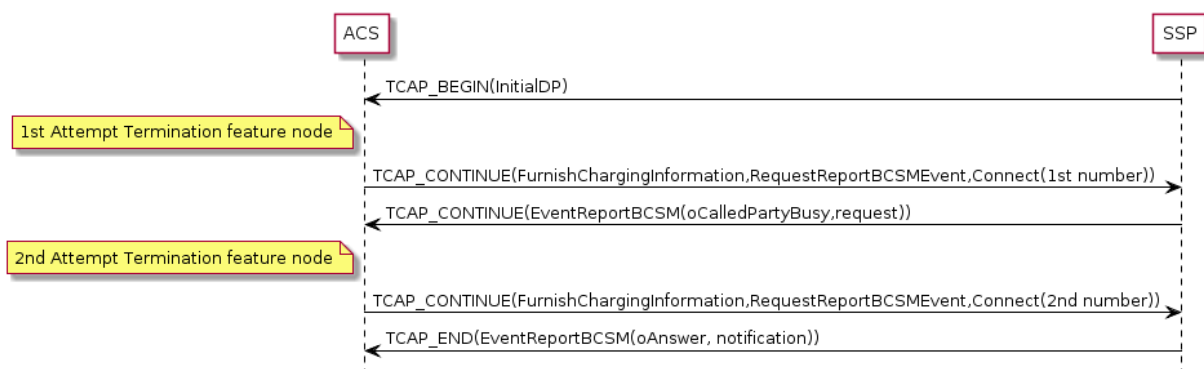 ACS
SSP
TCAP_BEGIN(InitialDP)
1st Attempt Termination feature node
TCAP_CONTINUE(FurnishChargingInformation,RequestReportBCSMEvent,Connect(1st number))
TCAP_CONTINUE(EventReportBCSM(oCalledPartyBusy,request))
2nd Attempt Termination feature node
TCAP_CONTINUE(FurnishChargingInformation,RequestReportBCSMEvent,Connect(2nd number))
TCAP_END(EventReportBCSM(oAnswer, notification))